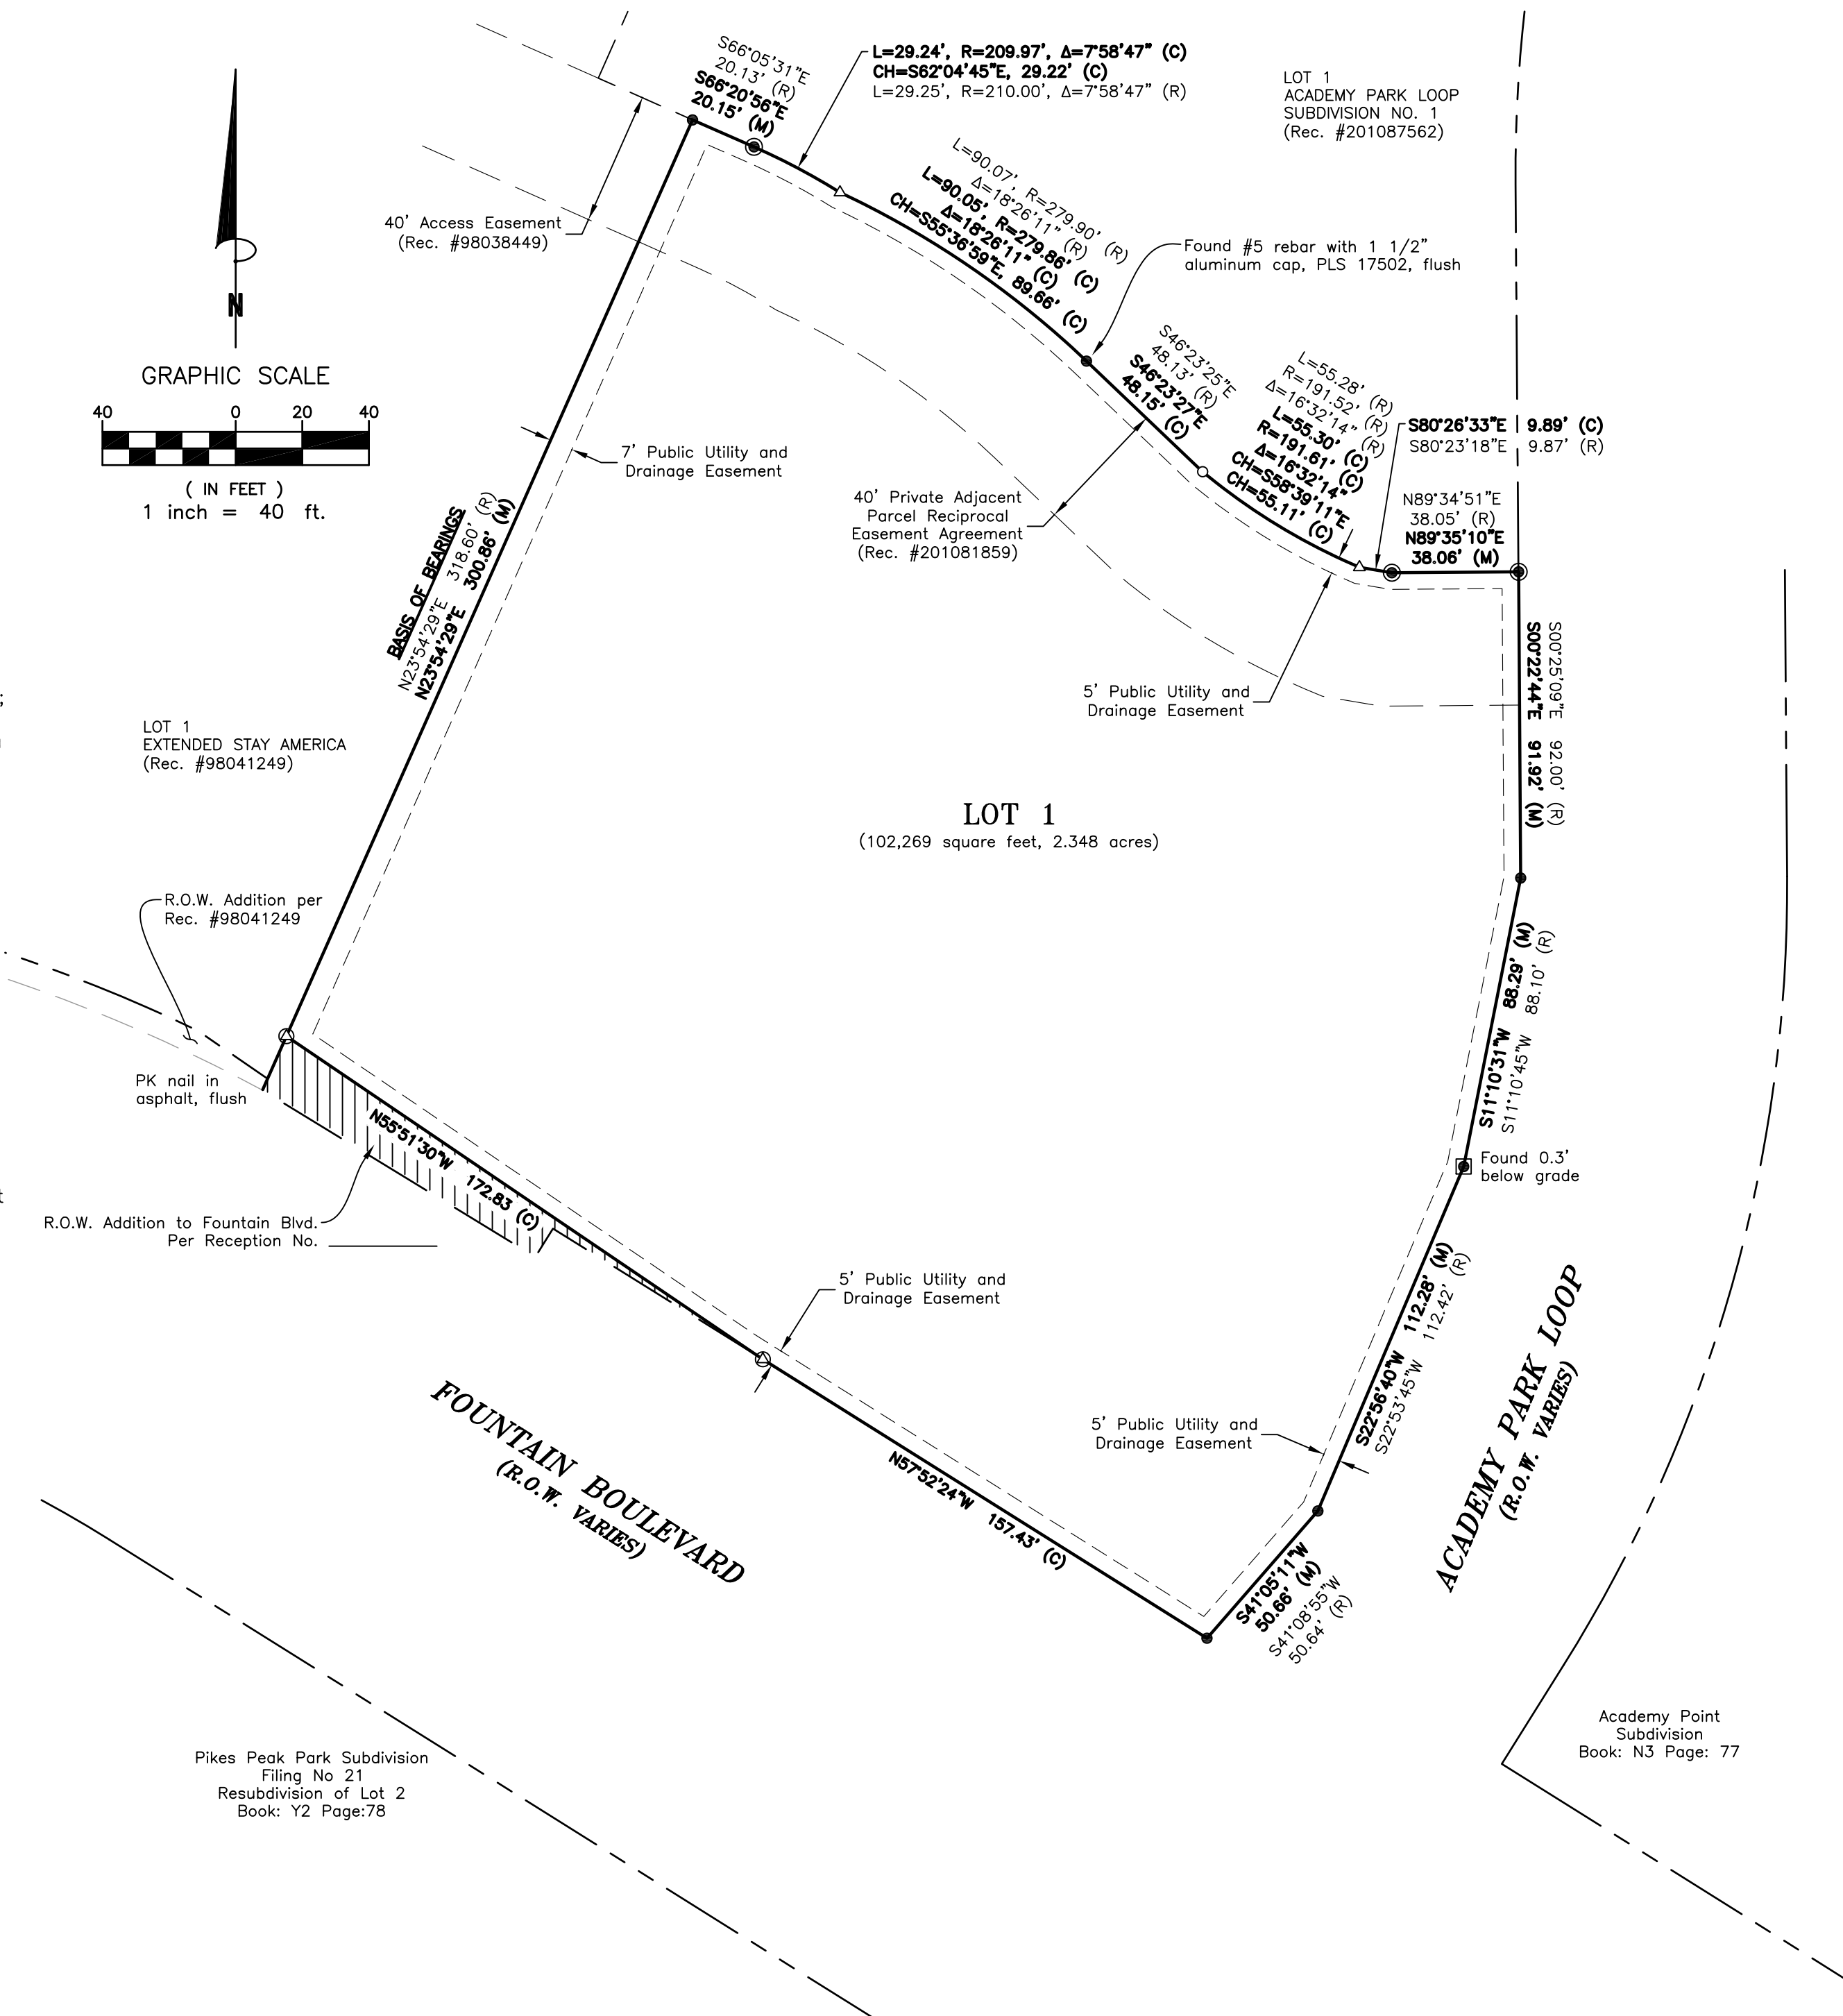 S66°05'31"E
20.13' (R)
S66°20'56"E
20.15' (M)
L=29.24', R=209.97', Δ=7°58'47" (C)
CH=S62°04'45"E, 29.22' (C)
L=29.25', R=210.00', Δ=7°58'47" (R)
LOT 1
ACADEMY PARK LOOP
SUBDIVISION NO. 1
(Rec. #201087562)
40' Access Easement
(Rec. #98038449)
L=90.07', R=279.90' (R)
Δ=18°26'11" (R)
L=90.05', R=279.86' (C)
Δ=18°26'11" (C)
CH=S55°36'59"E, 89.66' (C)
Found #5 rebar with 1 1/2"
aluminum cap, PLS 17502, flush
N
GRAPHIC SCALE
40 0 20 40
( IN FEET )
1 inch = 40 ft.
S46°23'25"E
48.13' (R)
S46°23'27"E
48.15' (C)
L=55.28' (R)
R=191.52' (R)
Δ=16°32'14" (R)
L=55.30' (C)
R=191.61' (C)
Δ=16°32'14"
CH=S58°39'11"E
CH=55.11' (C)
S80°26'33"E 9.89' (C)
S80°23'18"E 9.87' (R)
N89°34'51"E
38.05' (R)
N89°35'10"E
38.06' (M)
7' Public Utility and
Drainage Easement
40' Private Adjacent
Parcel Reciprocal
Easement Agreement
(Rec. #201081859)
BASIS OF BEARINGS
N23°54'29"E 318.60' (R)
N23°54'29"E 300.86' (M)
5' Public Utility and
Drainage Easement
S00°25'09"E 92.00' (R)
S00°22'44"E 91.92' (M)
LOT 1
EXTENDED STAY AMERICA
(Rec. #98041249)
LOT 1
(102,269 square feet, 2.348 acres)
R.O.W. Addition per
Rec. #98041249
S11°10'31"W 88.29' (M)
S11°10'45"W 88.10' (R)
PK nail in
asphalt, flush
N55°51'30"W 172.83 (C)
Found 0.3'
below grade
R.O.W. Addition to Fountain Blvd.
Per Reception No.
5' Public Utility and
Drainage Easement
S22°56'40"W 112.28' (M)
S22°53'45"W 112.42' (R)
FOUNTAIN BOULEVARD
(R.O.W. VARIES)
5' Public Utility and
Drainage Easement
N57°52'24"W 157.43' (C)
ACADEMY PARK LOOP
(R.O.W. VARIES)
S41°05'11"W
50.66' (M)
S41°08'55"W
50.64' (R)
Academy Point
Subdivision
Book: N3 Page: 77
Pikes Peak Park Subdivision
Filing No 21
Resubdivision of Lot 2
Book: Y2 Page:78